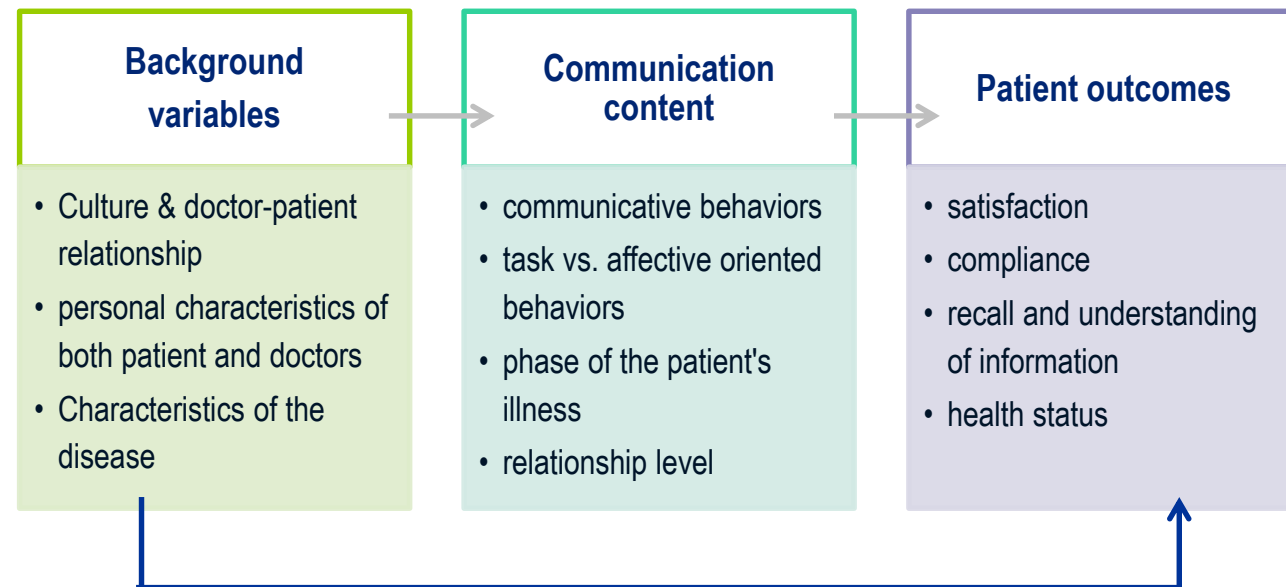 Background
variables
• Culture & doctor-patient
relationship
• personal characteristics of
both patient and doctors
• Characteristics of the
disease
Communication
content
• communicative behaviors
• task vs. affective oriented
behaviors
• phase of the patient's
illness
• relationship level
Patient outcomes
• satisfaction
• compliance
• recall and understanding
of information
• health status